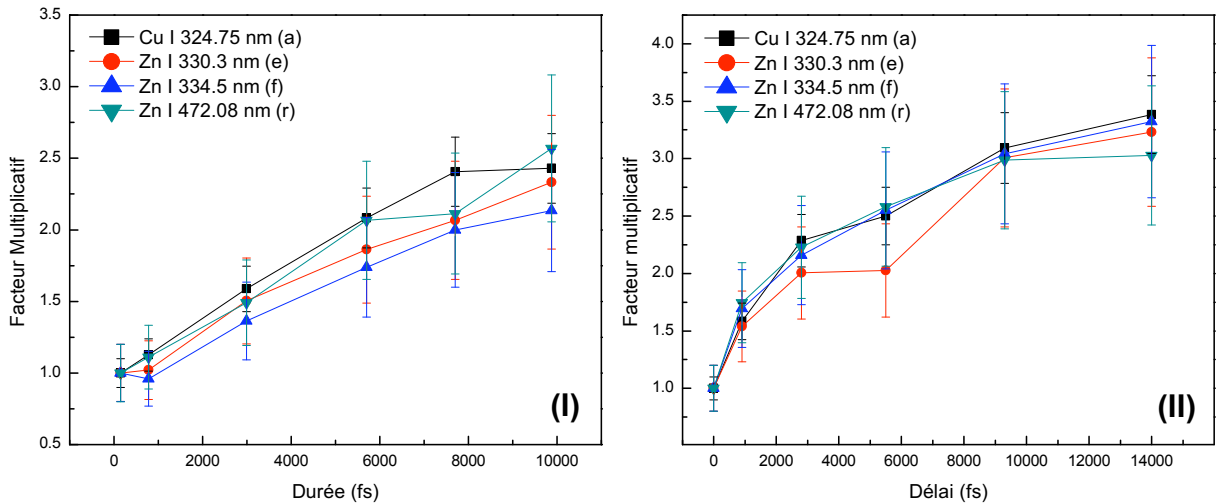 3.5
3.0
2.5
2.0
1.5
1.0
0.5
Facteur Multiplicatif
Cu I 324.75 nm (a)
Zn I 330.3 nm (e)
Zn I 334.5 nm (f)
Zn I 472.08 nm (r)
(I)
0 2000 4000 6000 8000 10000
Durée (fs)
4.0
3.5
3.0
2.5
2.0
1.5
1.0
Facteur multiplicatif
Cu I 324.75 nm (a)
Zn I 330.3 nm (e)
Zn I 334.5 nm (f)
Zn I 472.08 nm (r)
(II)
0 2000 4000 6000 8000 10000 12000 14000
Délai (fs)